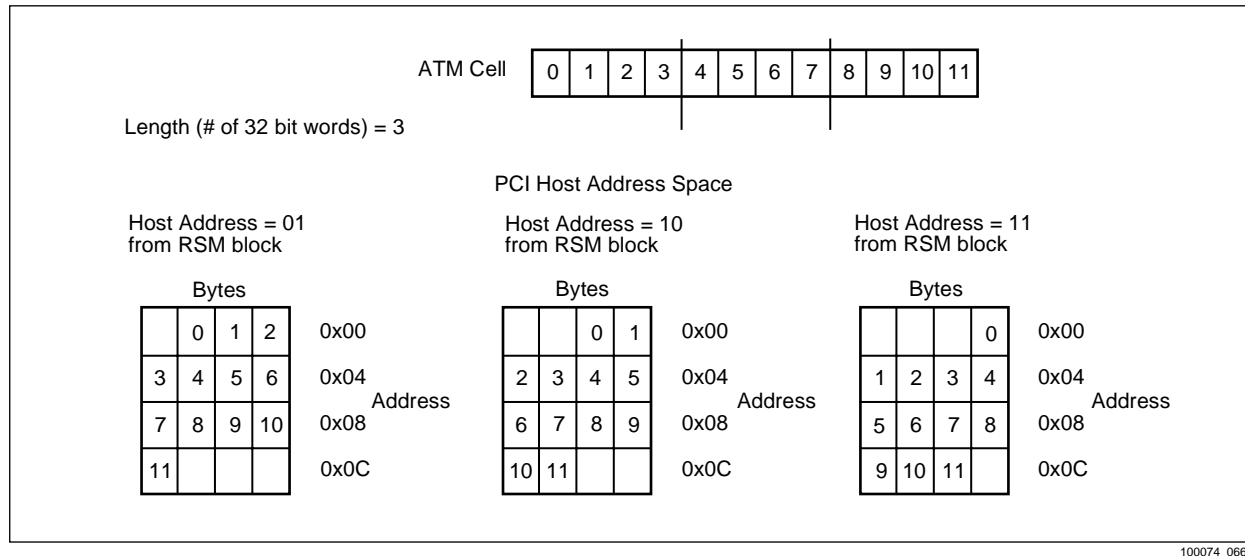 ATM Cell 0 1 2 3 4 5 6 7 8 9 10 11
Length (# of 32 bit words) = 3
PCI Host Address Space
Host Address = 01
from RSM block
Bytes
0 1 2 0x00
3 4 5 6 0x04
Address
7 8 9 10 0x08
11 0x0C
Host Address = 10
from RSM block
Bytes
0 1 0x00
2 3 4 5 0x04
Address
6 7 8 9 0x08
10 11 0x0C
Host Address = 11
from RSM block
Bytes
0 0x00
1 2 3 4 0x04
Address
5 6 7 8 0x08
9 10 11 0x0C
100074_066